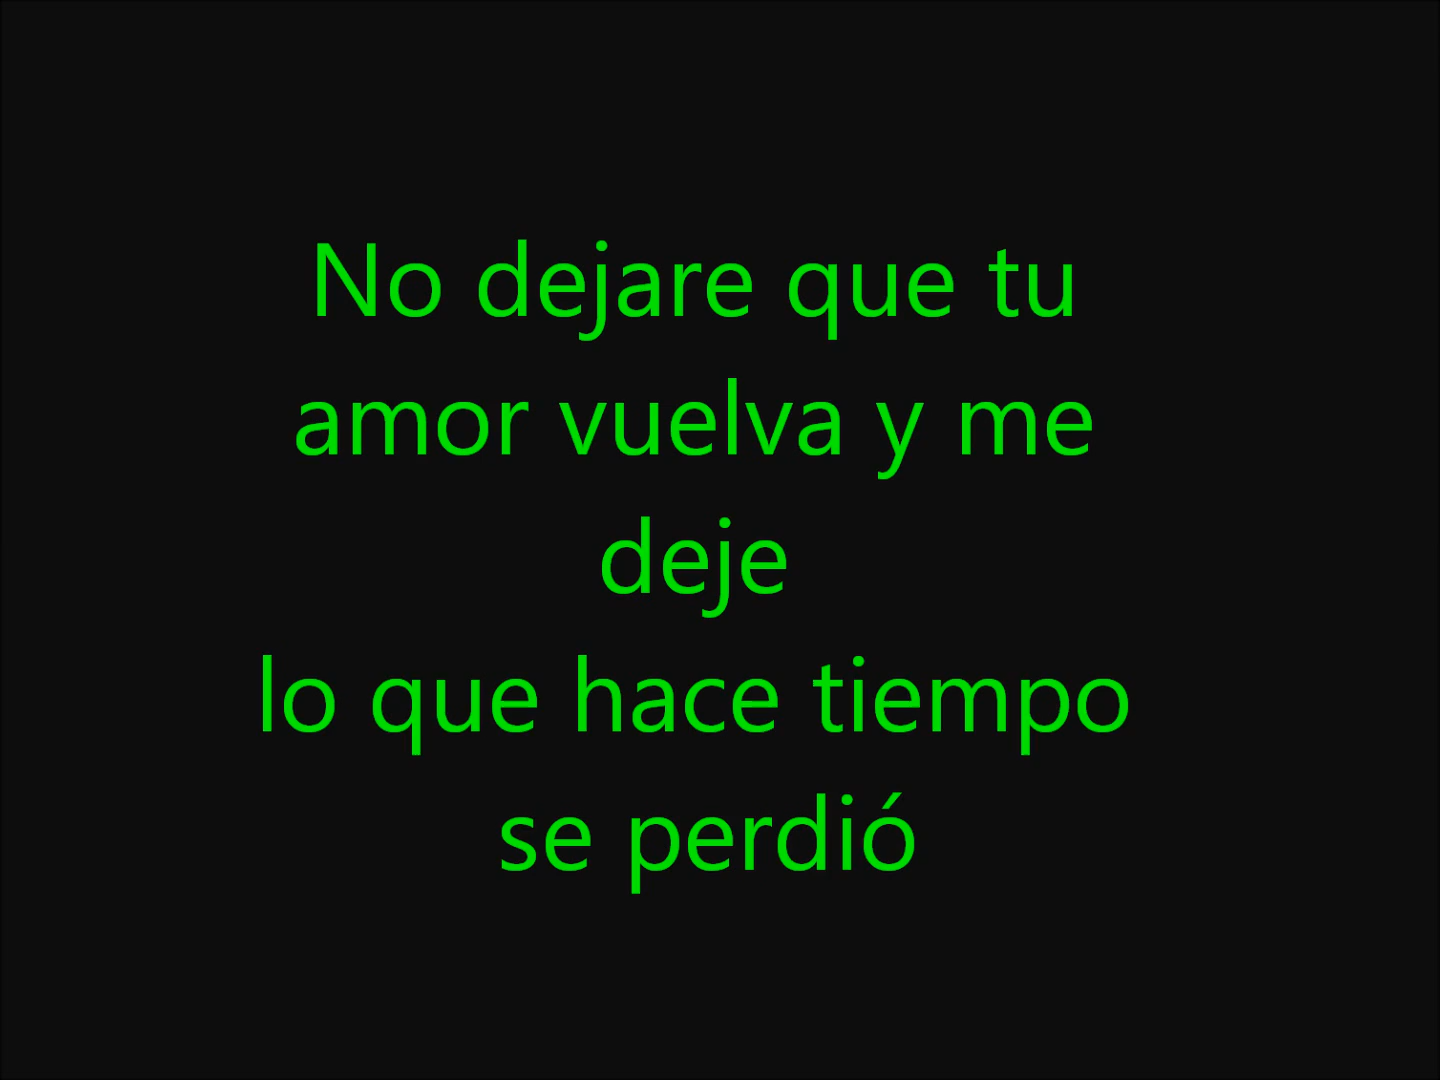 No dejare que tu
amor vuelva y me
deje
lo que hace tiempo
se perdió